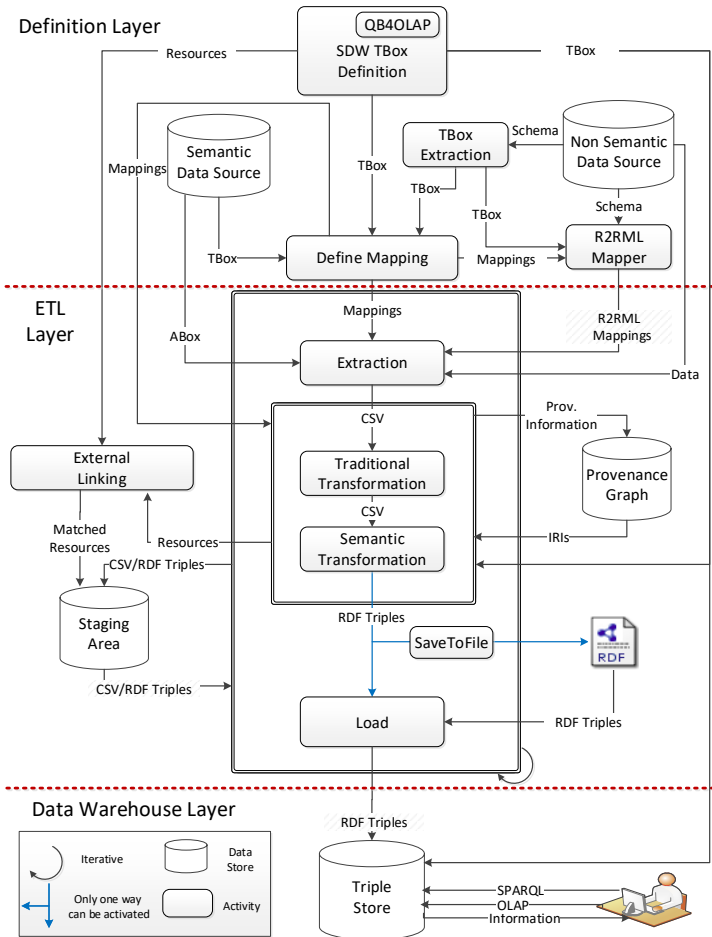 Definition Layer
QB4OLAP
SDW TBox
Definition
Resources
TBox
Semantic
Data Source
Mappings
TBox
TBox
Extraction
Schema
Non Semantic
Data Source
TBox
TBox
Schema
TBox
Define Mapping
Mappings
R2RML
Mapper
ETL
Layer
Mappings
R2RML
Mappings
ABox
Extraction
Data
CSV
Prov.
Information
External
Linking
Traditional
Transformation
Provenance
Graph
CSV
Matched
Resources
Resources
Semantic
Transformation
IRIs
CSV/RDF Triples
RDF Triples
Staging
Area
SaveToFile
RDF
CSV/RDF Triples
Load
RDF Triples
Data Warehouse Layer
RDF Triples
Iterative
Data
Store
Only one way
can be activated
Activity
Triple
Store
SPARQL
OLAP
Information